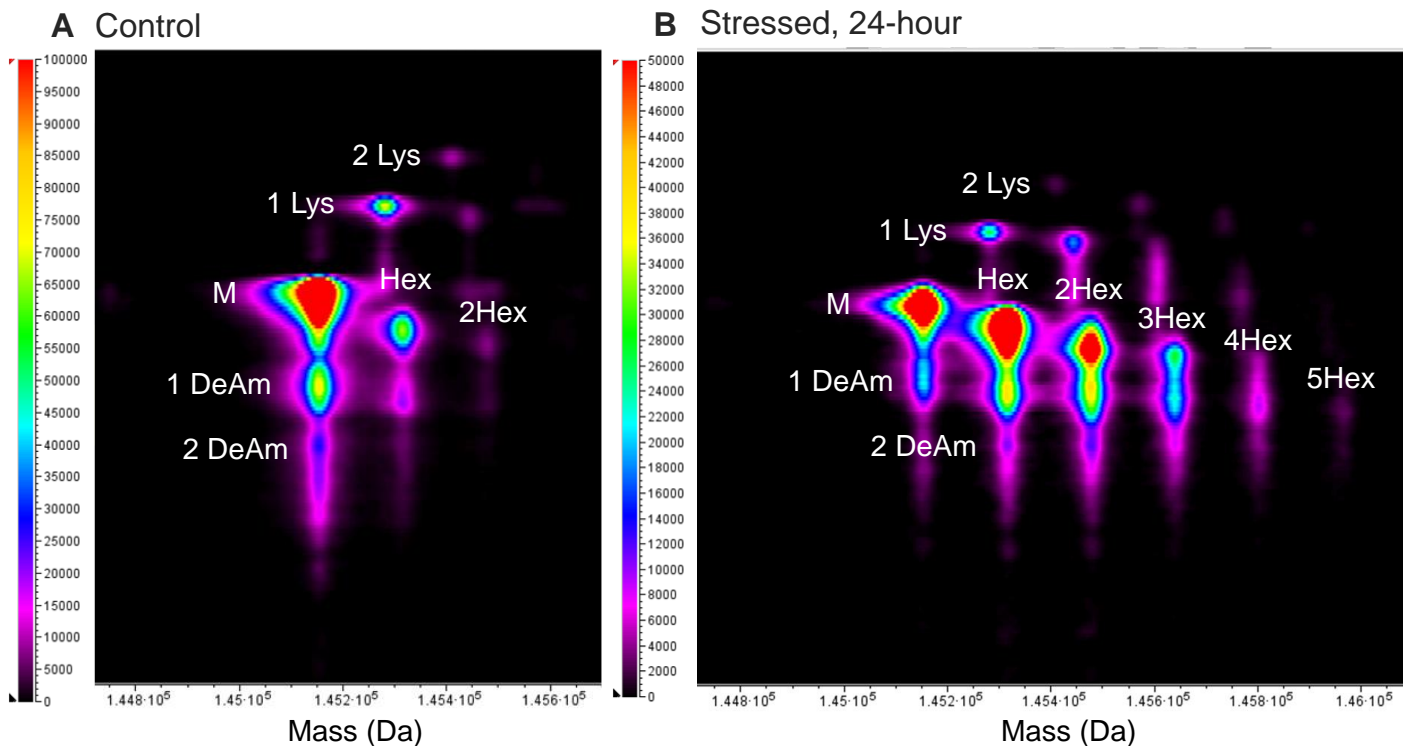 A Control
B Stressed, 24-hour
100000
95000
90000
85000
80000
75000
70000
65000
60000
55000
50000
45000
40000
35000
30000
25000
20000
15000
10000
5000
0
2 Lys
1 Lys
Hex
M
2Hex
1 DeAm
2 DeAm
1.448·10⁵
1.45·10⁵
1.452·10⁵
1.454·10⁵
1.456·10⁵
Mass (Da)
50000
48000
46000
44000
42000
40000
38000
36000
34000
32000
30000
28000
26000
24000
22000
20000
18000
16000
14000
12000
10000
8000
6000
4000
2000
0
2 Lys
1 Lys
Hex
2Hex
M
3Hex
4Hex
1 DeAm
5Hex
2 DeAm
1.448·10⁵
1.45·10⁵
1.452·10⁵
1.454·10⁵
1.456·10⁵
1.458·10⁵
1.46·10⁵
Mass (Da)